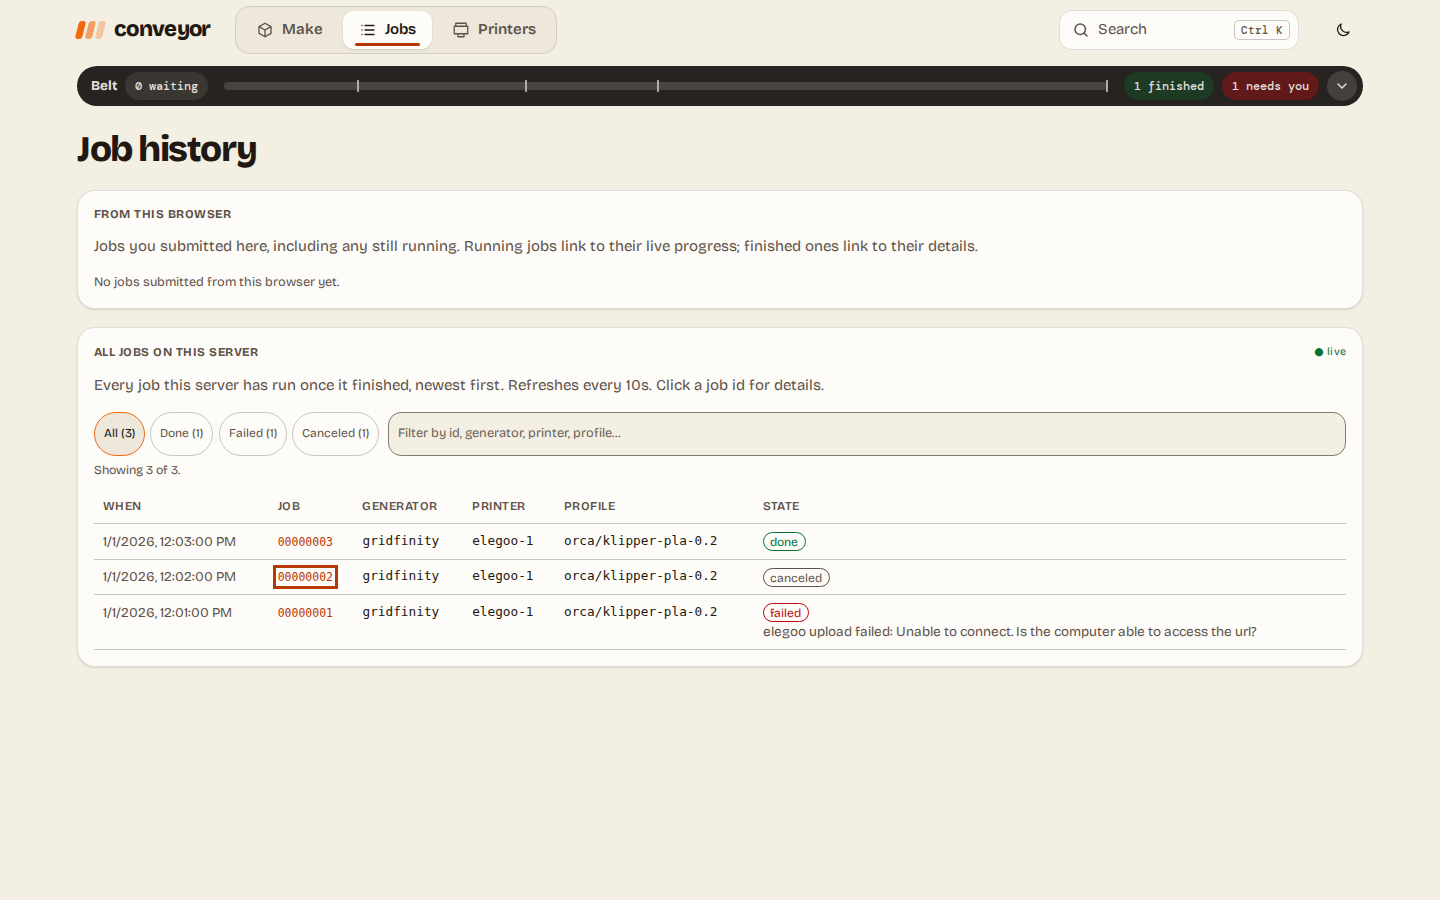 conveyor
Make
Jobs
Printers
Search
Ctrl K
Belt
0 waiting
1 finished
1 needs you
Job history
FROM THIS BROWSER
Jobs you submitted here, including any still running. Running jobs link to their live progress; finished ones link to their details.
No jobs submitted from this browser yet.
ALL JOBS ON THIS SERVER
live
Every job this server has run once it finished, newest first. Refreshes every 10s. Click a job id for details.
All (3)
Done (1)
Failed (1)
Canceled (1)
Filter by id, generator, printer, profile...
Showing 3 of 3.
WHEN JOB GENERATOR PRINTER PROFILE STATE
1/1/2026, 12:03:00 PM 00000003 gridfinity elegoo-1 orca/klipper-pla-0.2 done
1/1/2026, 12:02:00 PM 00000002 gridfinity elegoo-1 orca/klipper-pla-0.2 canceled
1/1/2026, 12:01:00 PM 00000001 gridfinity elegoo-1 orca/klipper-pla-0.2 failed
elegoo upload failed: Unable to connect. Is the computer able to access the url?